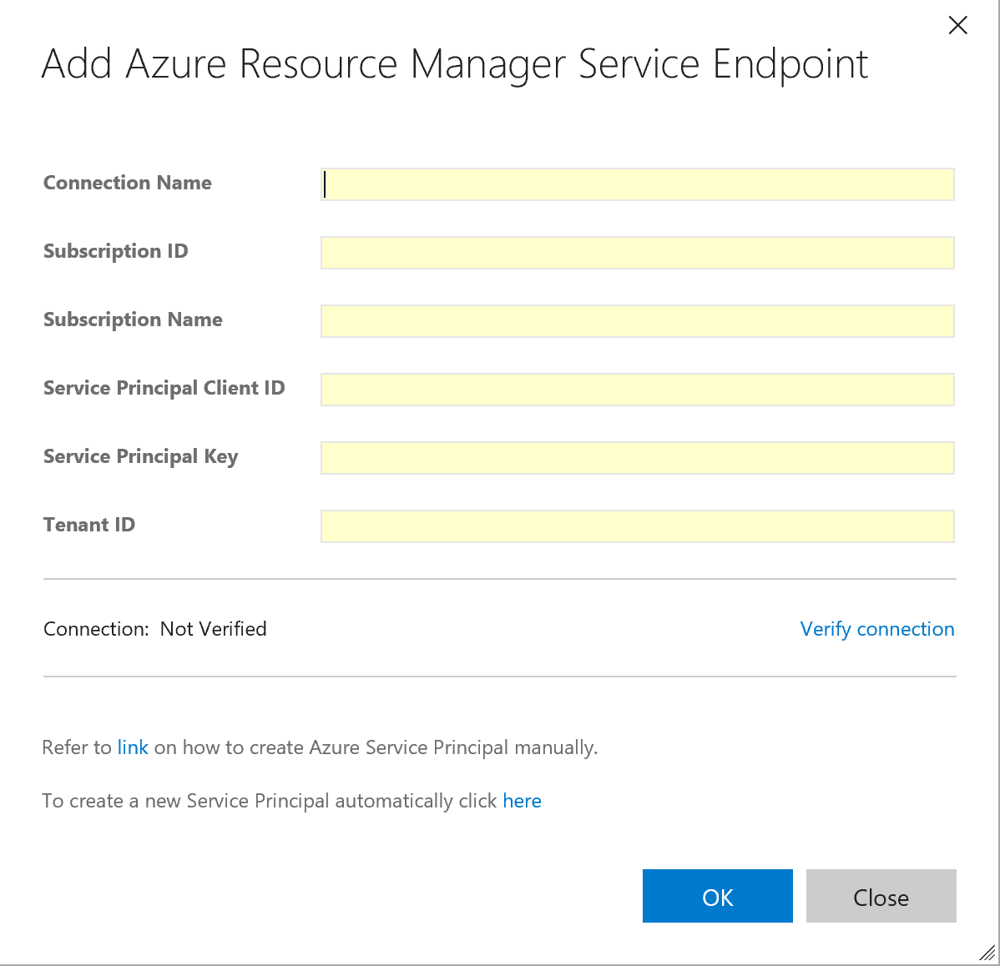 Add Azure Resource Manager Service Endpoint
Connection Name
Subscription ID
Subscription Name
Service Principal Client ID
Service Principal Key
Tenant ID
Connection: Not Verified
Verify connection
Refer to link on how to create Azure Service Principal manually.
To create a new Service Principal automatically click here
OK
Close